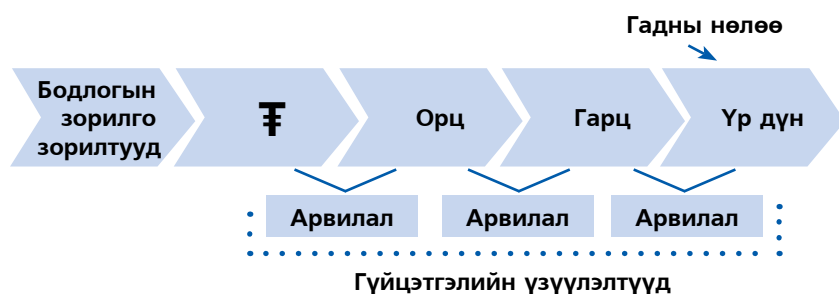 Гадны нөлөө
Бодлогын
зорилго
зорилтууд
₮
Орц
Гарц
Үр дүн
Арвилал
Арвилал
Арвилал
Гүйцэтгэлийн үзүүлэлтүүд